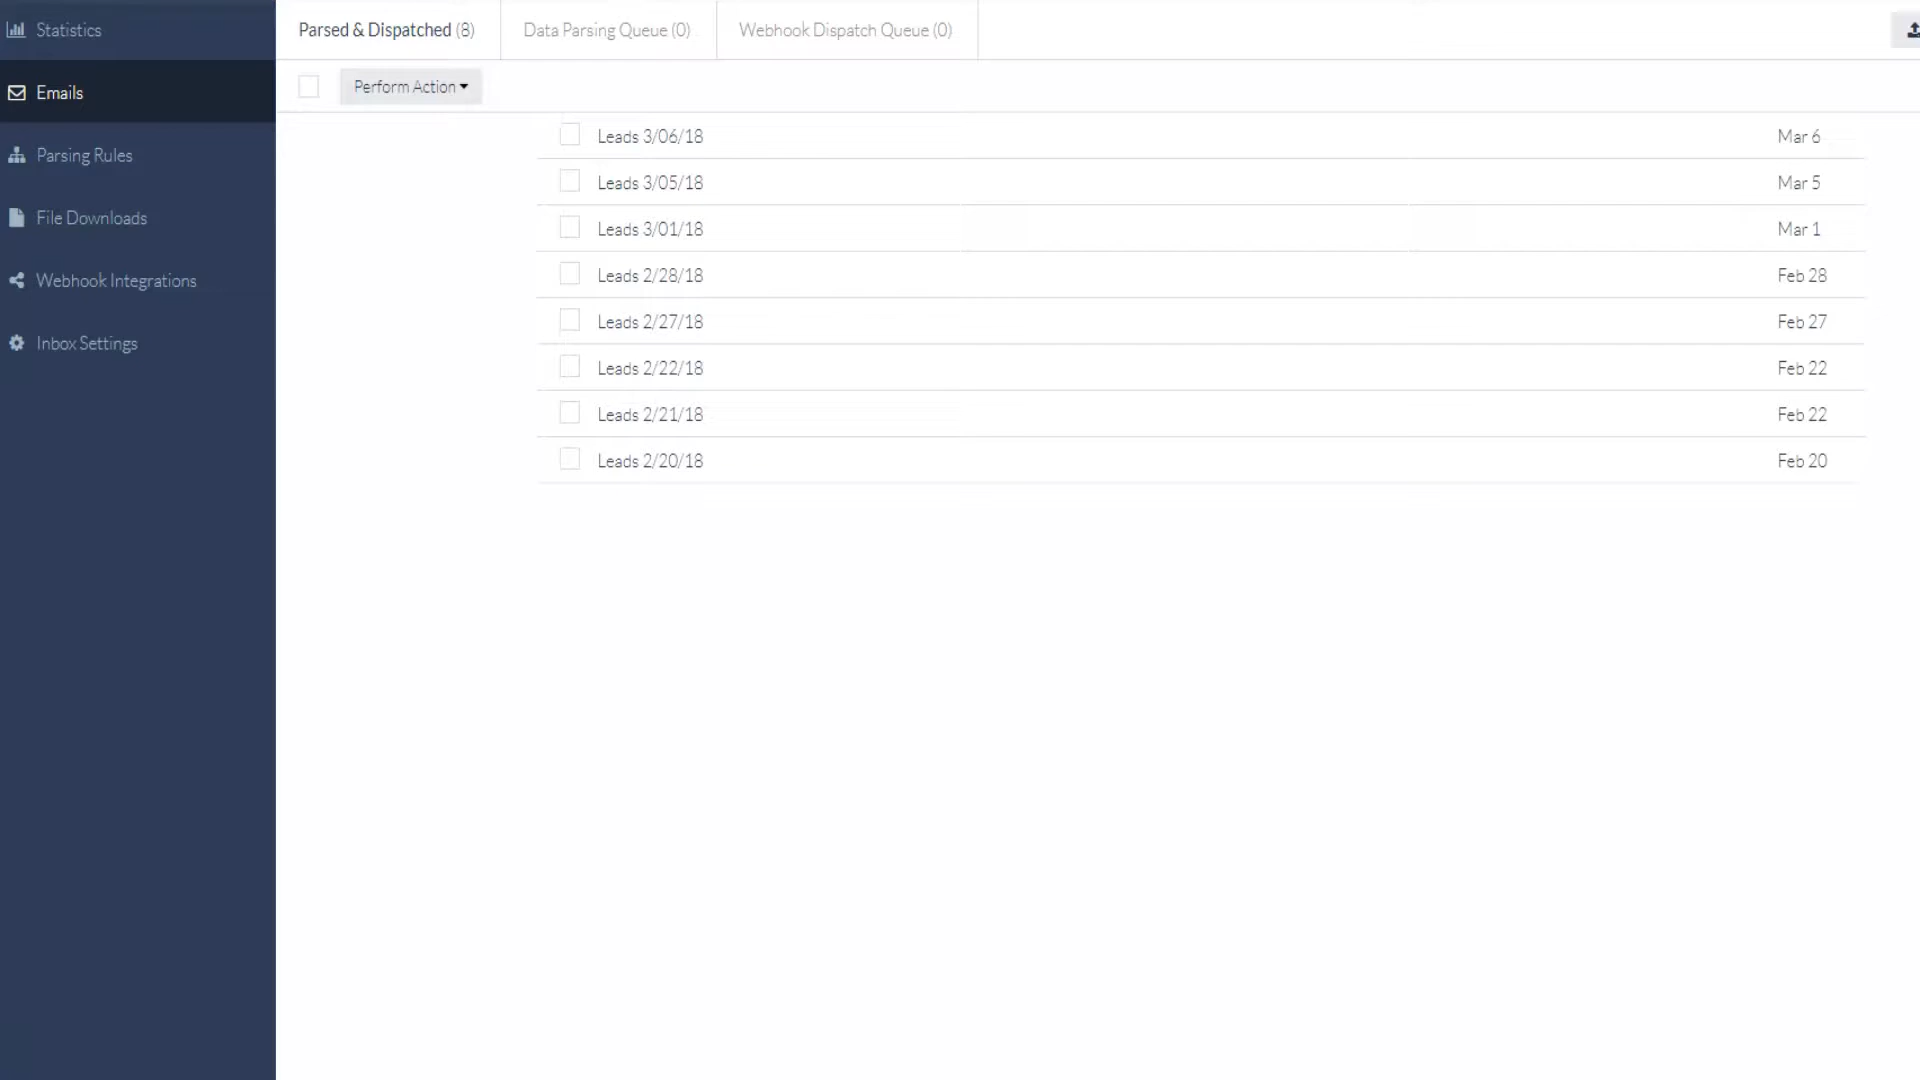 Statistics
Emails
Parsing Rules
File Downloads
Webhook Integrations
Inbox Settings
Parsed & Dispatched (8)
Data Parsing Queue (0)
Webhook Dispatch Queue (0)
Perform Action
Leads 3/06/18 Mar 6
Leads 3/05/18 Mar 5
Leads 3/01/18 Mar 1
Leads 2/28/18 Feb 28
Leads 2/27/18 Feb 27
Leads 2/22/18 Feb 22
Leads 2/21/18 Feb 22
Leads 2/20/18 Feb 20